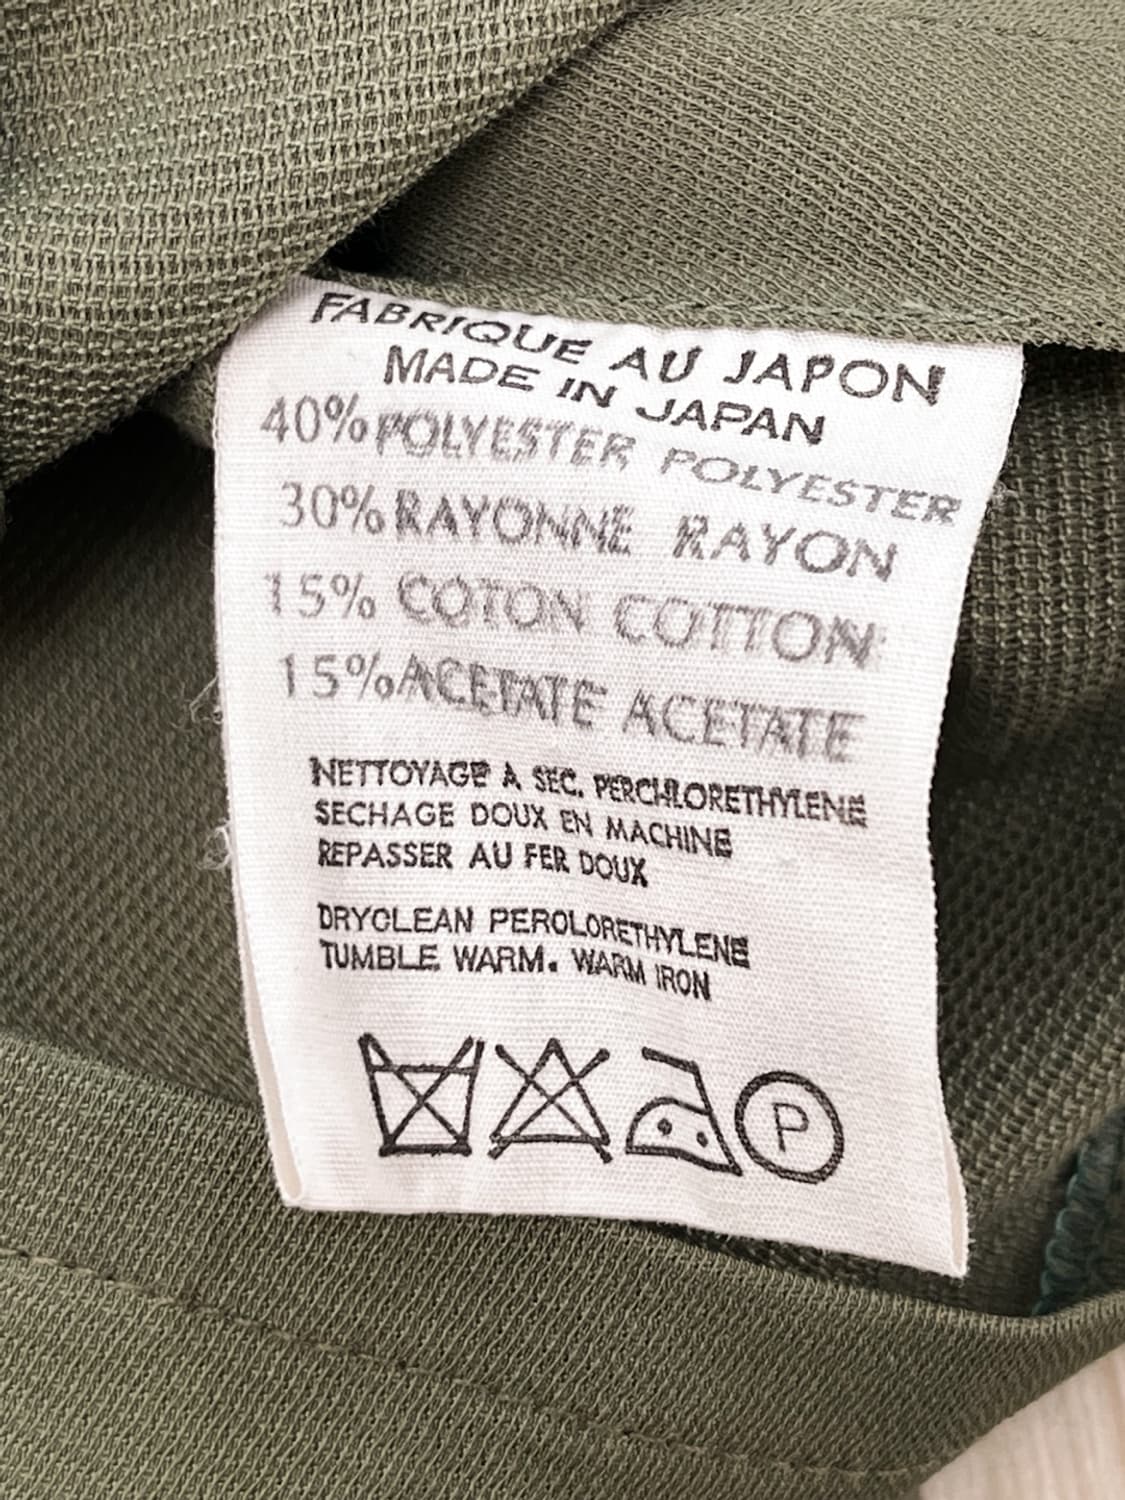 FABRIQUE AU JAPON
MADE IN JAPAN
40% POLYESTER POLYESTER
30% RAYONNE RAYON
15% COTON COTTON
15% ACETATE ACETATE
NETTOYAGE A SEC. PERCHLORETHYLENE
SECHAGE DOUX EN MACHINE
REPASSER AU FER DOUX
DRYCLEAN PEROLORETHYLENE
TUMBLE WARM. WARM IRON
P